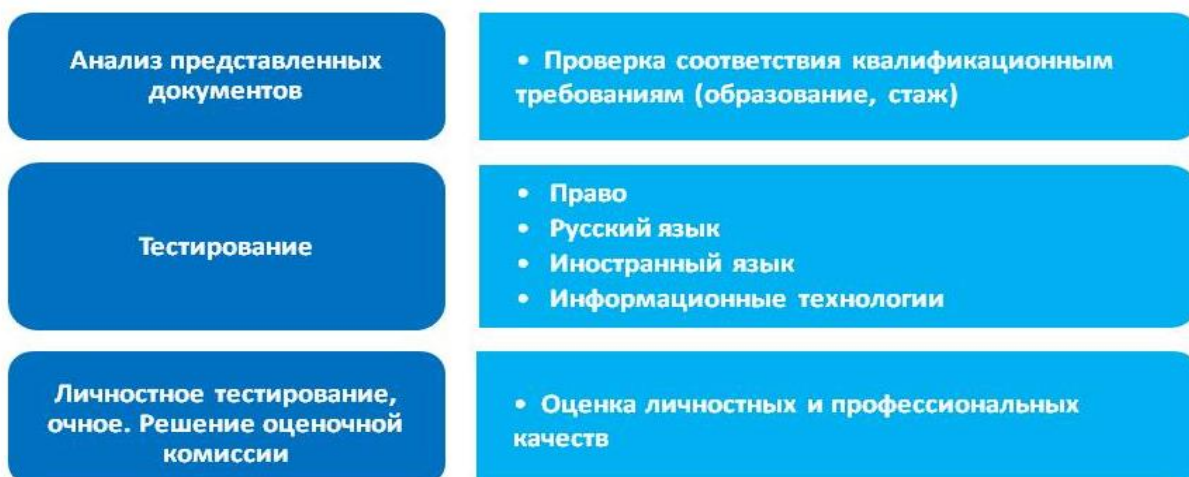 Анализ представленных
документов
• Проверка соответствия квалификационным
требованиям (образование, стаж)
Тестирование
• Право
• Русский язык
• Иностранный язык
• Информационные технологии
Личностное тестирование,
очное. Решение оценочной
комиссии
• Оценка личностных и профессиональных
качеств